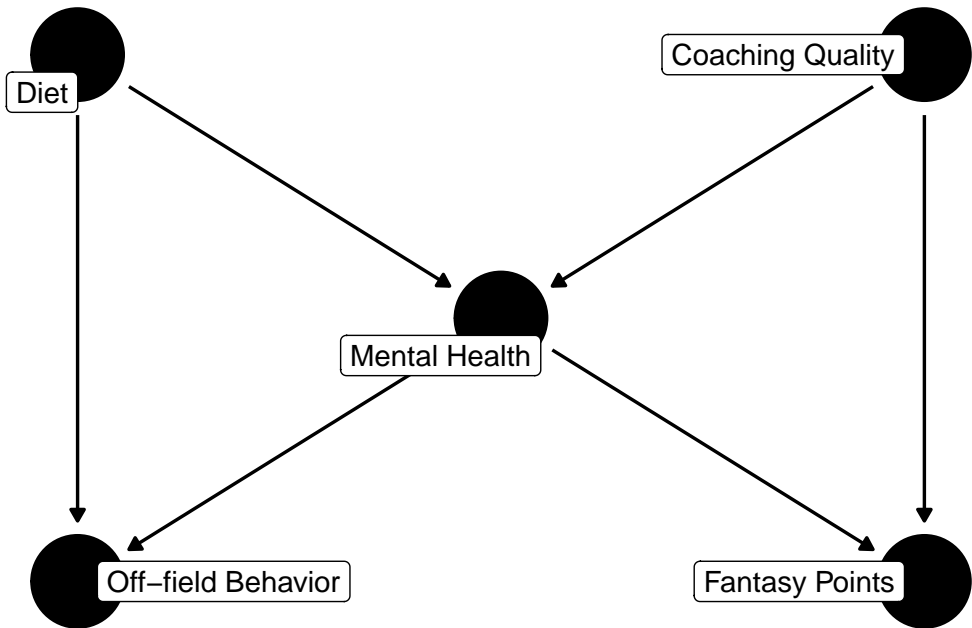 Coaching Quality
Diet
Mental Health
Off−field Behavior
Fantasy Points